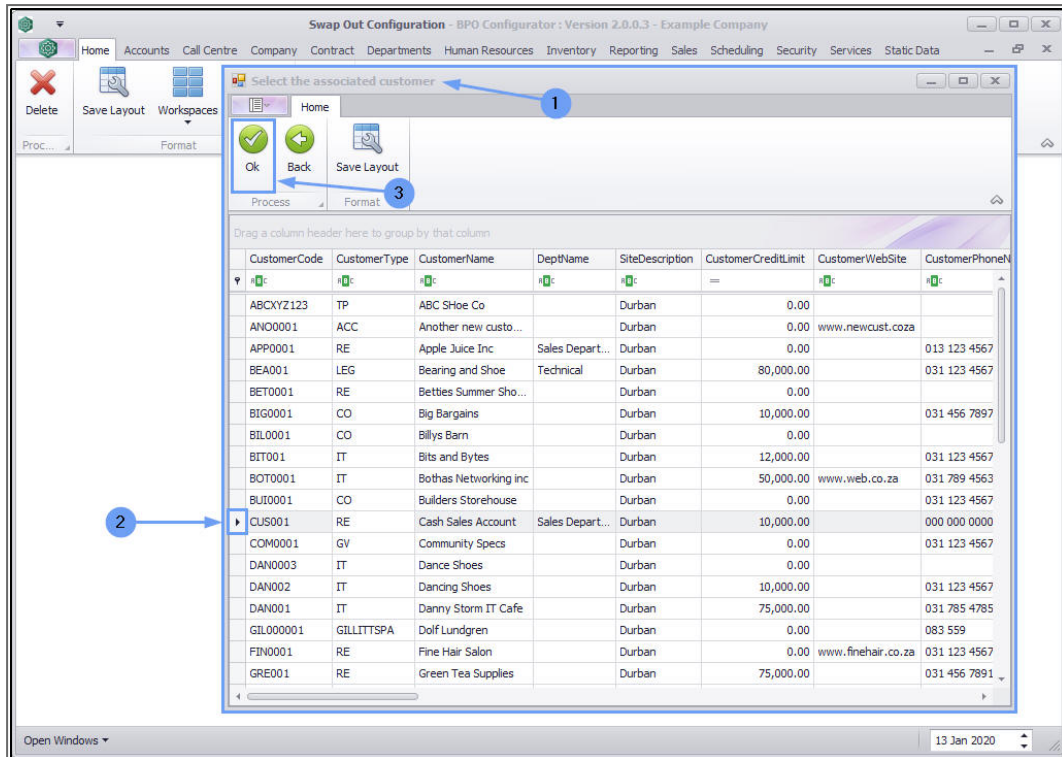 Swap Out Configuration - BPO Configurator : Version 2.0.0.3 - Example Company
Home Accounts Call Centre Company Contract Departments Human Resources Inventory Reporting Sales Scheduling Security Services Static Data
Delete Save Layout Workspaces
Proc... Format
Select the associated customer
1
Home
Ok Back Save Layout
3
Process Format
Drag a column header here to group by that column
CustomerCode CustomerType CustomerName DeptName SiteDescription CustomerCreditLimit CustomerWebSite CustomerPhoneN
ABCXYZ123 TP ABC SHoe Co Durban 0.00
ANO0001 ACC Another new custo... Durban 0.00 www.newcust.coza
APP0001 RE Apple Juice Inc Sales Depart... Durban 0.00 013 123 4567
BEA001 LEG Bearing and Shoe Technical Durban 80,000.00 031 123 4567
BET0001 RE Betties Summer Sho... Durban 0.00
BIG0001 CO Big Bargains Durban 10,000.00 031 456 7897
BIL0001 CO Billys Barn Durban 0.00
BIT001 IT Bits and Bytes Durban 12,000.00 031 123 4567
BOT0001 IT Bothas Networking inc Durban 50,000.00 www.web.co.za 031 789 4563
BUI0001 CO Builders Storehouse Durban 0.00 031 123 4567
2 CUS001 RE Cash Sales Account Sales Depart... Durban 10,000.00 000 000 0000
COM0001 GV Community Specs Durban 0.00 031 123 4567
DAN0003 IT Dance Shoes Durban 0.00
DAN002 IT Dancing Shoes Durban 10,000.00 031 123 4567
DAN001 IT Danny Storm IT Cafe Durban 75,000.00 031 785 4785
GIL000001 GILLITTSPA Dolf Lundgren Durban 0.00 083 559
FIN0001 RE Fine Hair Salon Durban 0.00 www.finehair.co.za 031 123 4567
GRE001 RE Green Tea Supplies Durban 75,000.00 031 456 7891
Open Windows 13 Jan 2020